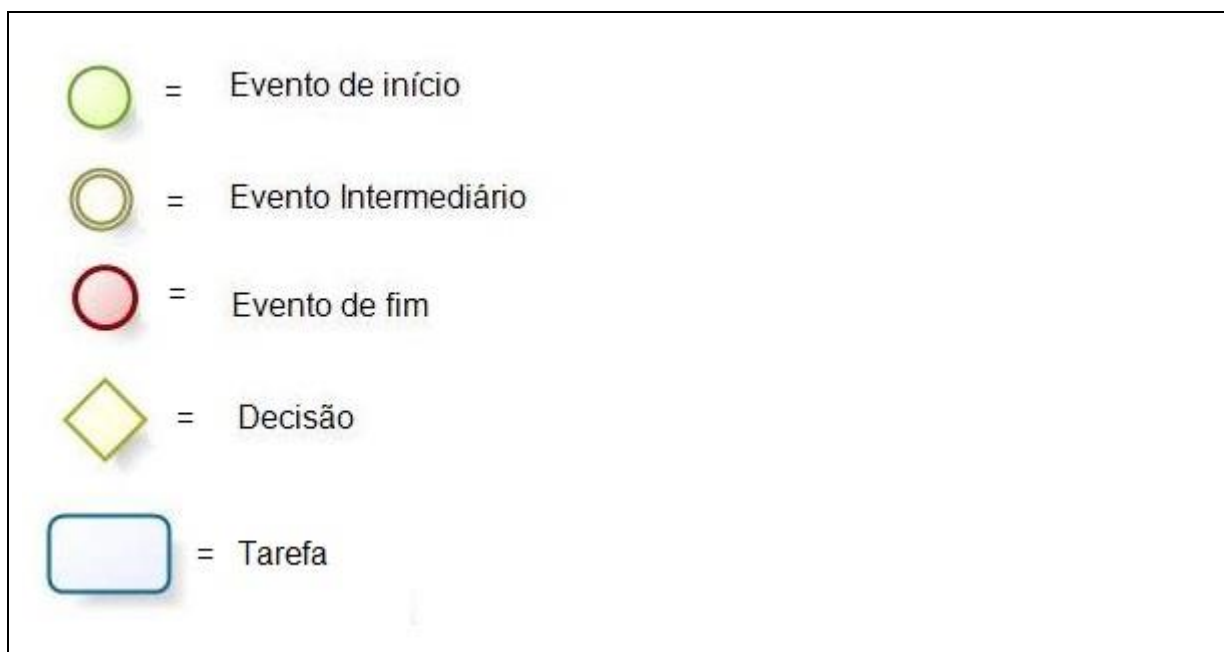 = Evento de início
= Evento Intermediário
= Evento de fim
= Decisão
= Tarefa